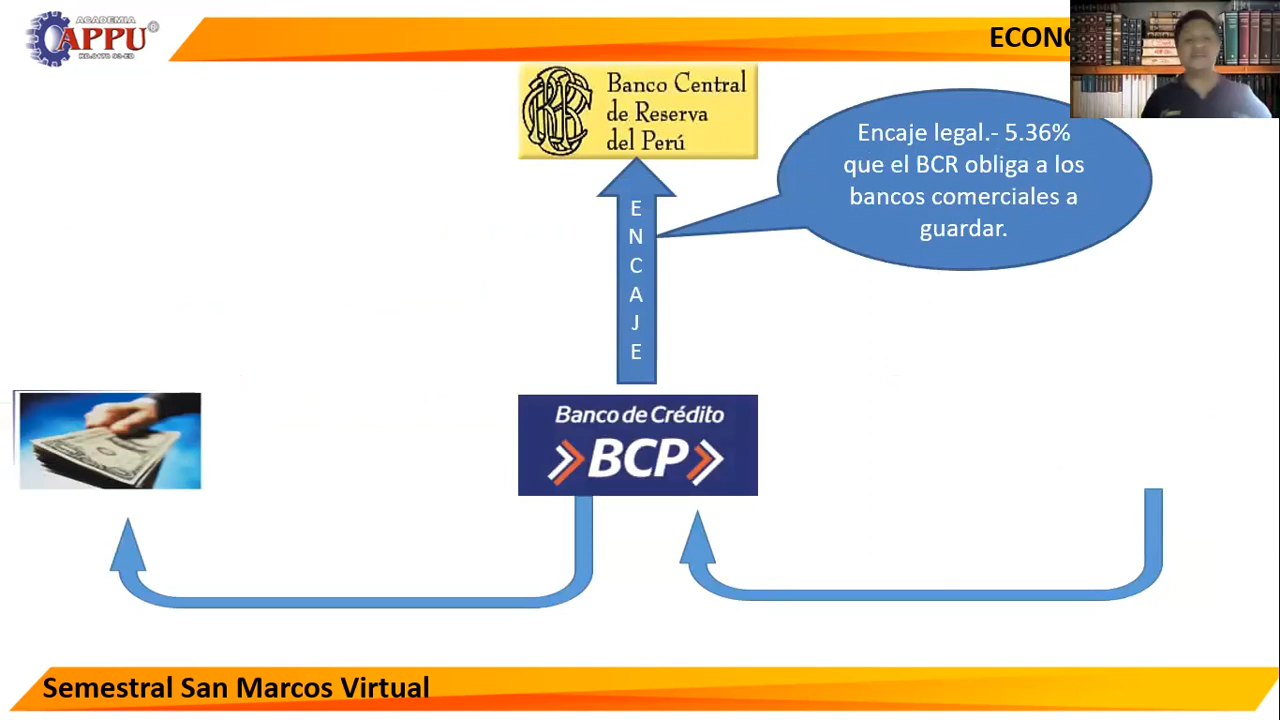 ACADEMIA
APPU
ECONO
Banco Central
de Reserva
del Perú
Encaje legal.- 5.36%
que el BCR obliga a los
bancos comerciales a
guardar.
E
N
C
A
J
E
Banco de Crédito
BCP
Semestral San Marcos Virtual